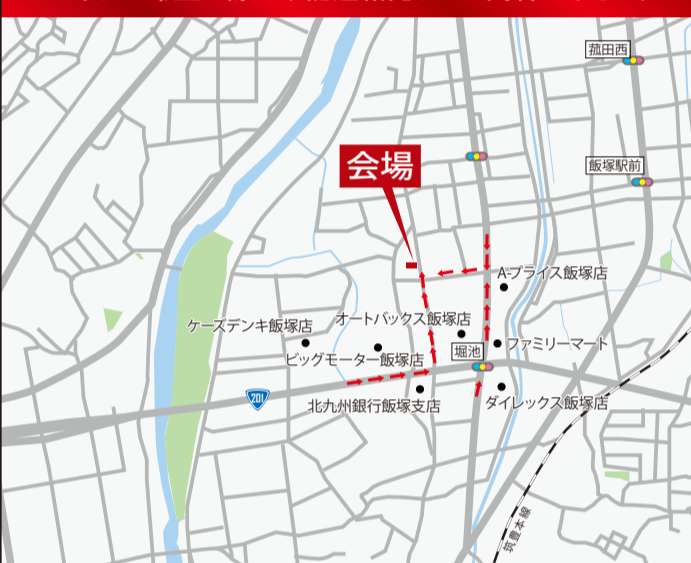 菰田西
会場
飯塚駅前
A-プライス飯塚店
オートバックス飯塚店
ケーズデンキ飯塚店
堀池
ファミリーマート
ビッグモーター飯塚店
201
北九州銀行飯塚支店
ダイレックス飯塚店
筑豊本線